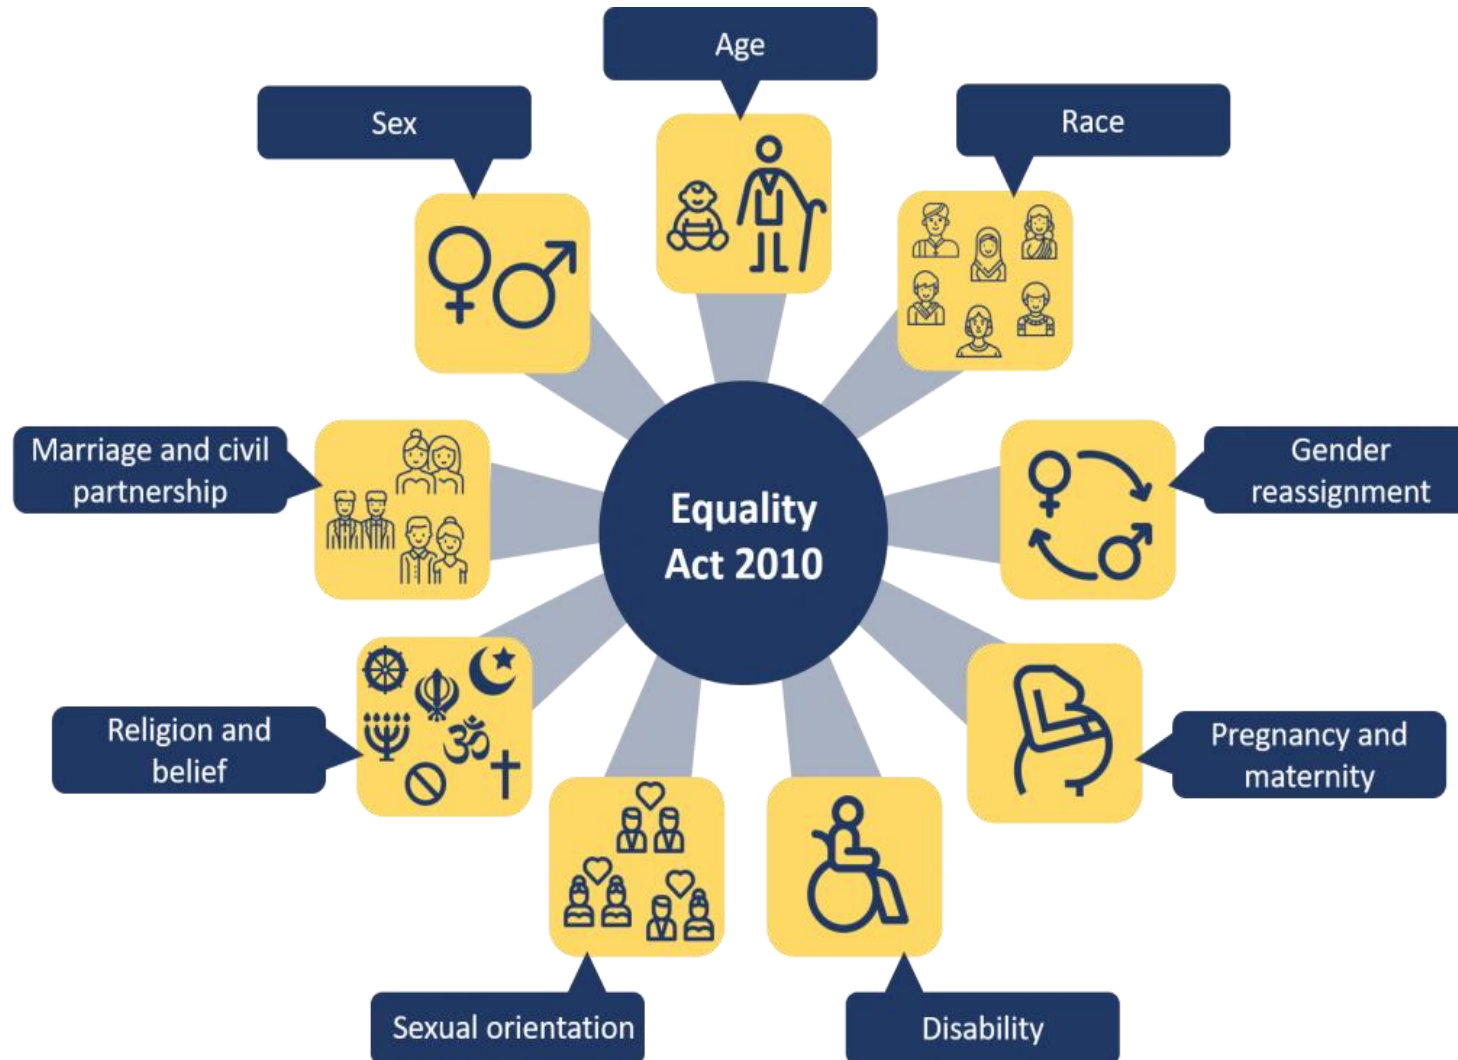 Age
Sex
Race
Marriage and civil
partnership
Gender
reassignment
Equality
Act 2010
Religion and
belief
Pregnancy and
maternity
Sexual orientation
Disability